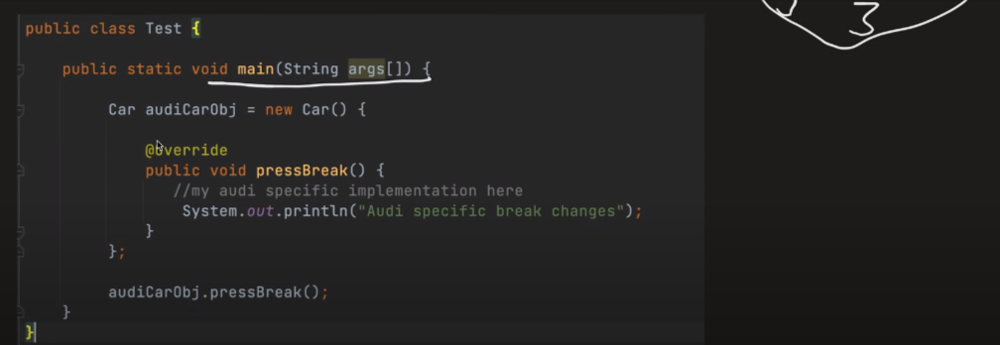 3
public class Test {
public static void main(String args[]) {
Car audiCarObj = new Car() {
@Override
public void pressBreak() {
//my audi specific implementation here
System.out.println("Audi specific break changes");
}
};
audiCarObj.pressBreak();
}
}